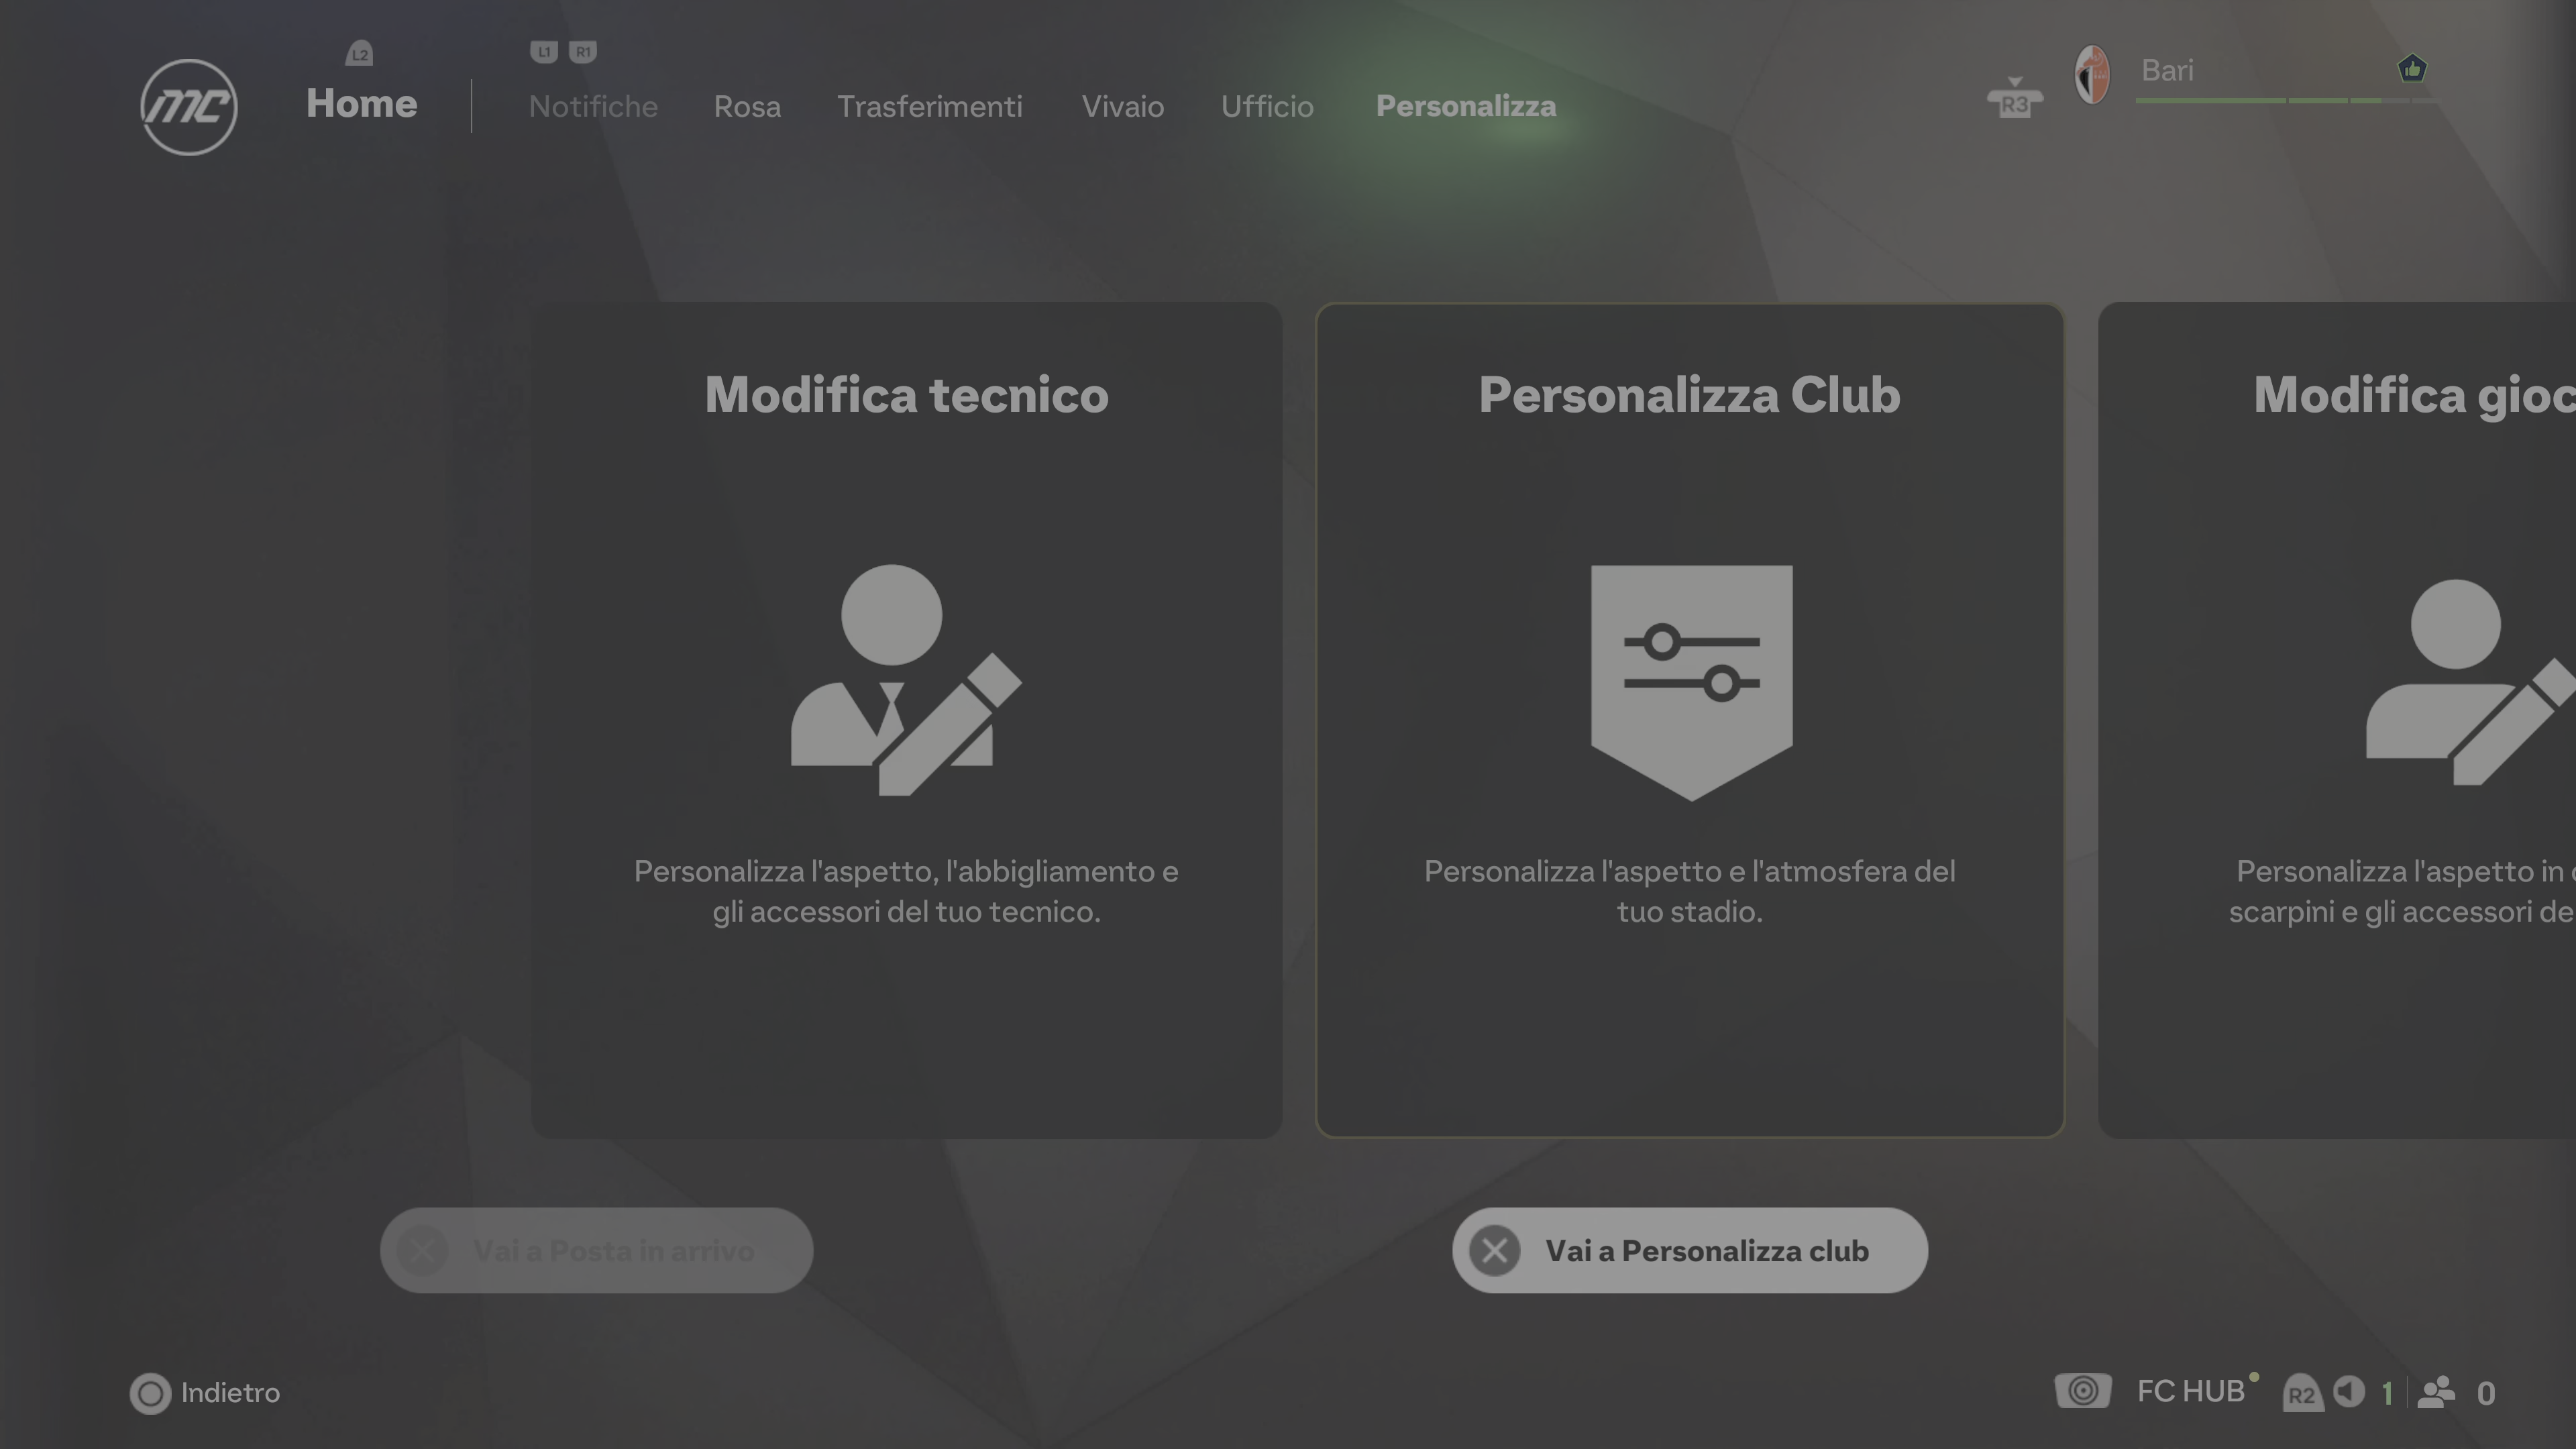 L2
L1 R1
MC
Home
Notifiche
Rosa
Trasferimenti
Vivaio
Ufficio
Personalizza
R3
Bari
Modifica tecnico
Personalizza l'aspetto, l'abbigliamento e
gli accessori del tuo tecnico.
Personalizza Club
Personalizza l'aspetto e l'atmosfera del
tuo stadio.
Modifica gioc
Personalizza l'aspetto in
scarpini e gli accessori de
Vai a Posta in arrivo
Vai a Personalizza club
Indietro
FC HUB
R2
1
0